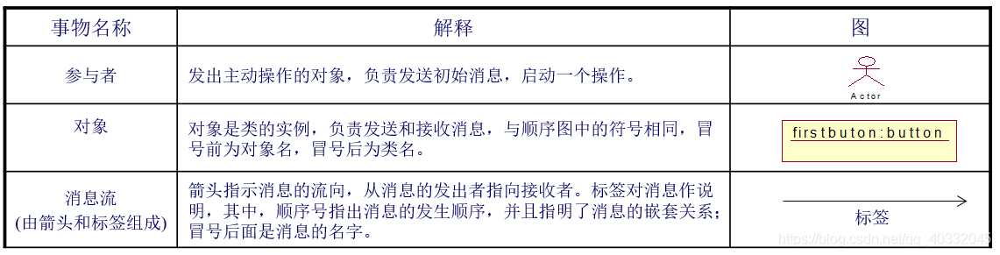 事物名称 解释 图
参与者 发出主动操作的对象，负责发送初始消息，启动一个操作。
Actor
对象 对象是类的实例，负责发送和接收消息，与顺序图中的符号相同，冒
号前为对象名，冒号后为类名。
firstbuton:button
消息流
(由箭头和标签组成)
箭头指示消息的流向，从消息的发出者指向接收者。标签对消息作说
明，其中，顺序号指出消息的发生顺序，并且指明了消息的嵌套关系；
冒号后面是消息的名字。
标签
https://blog.csdn.net/qq_40332045